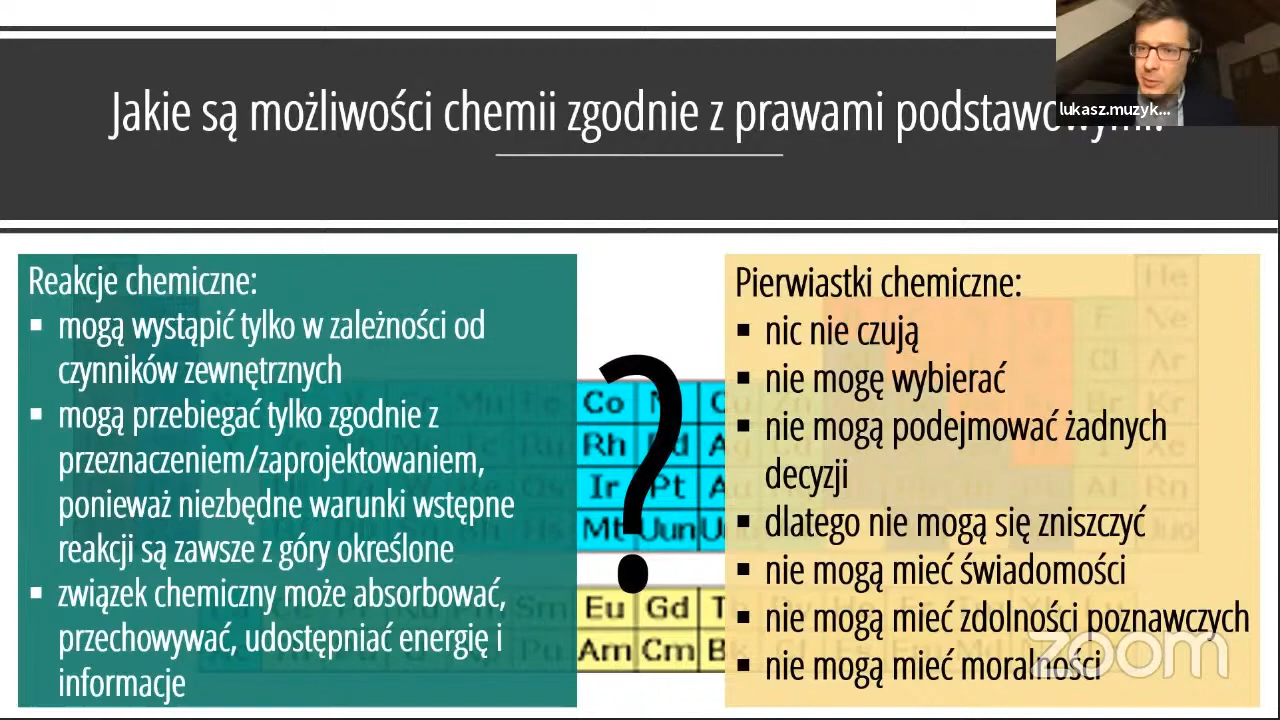 Jakie są możliwości chemii zgodnie z prawami podstawowymi?
lukasz.muzyk...
Reakcje chemiczne:
▪ mogą wystąpić tylko w zależności od
czynników zewnętrznych
▪ mogą przebiegać tylko zgodnie z
przeznaczeniem/zaprojektowaniem,
ponieważ niezbędne warunki wstępne
reakcji są zawsze z góry określone
▪ związek chemiczny może absorbować,
przechowywać, udostępniać energię i
informacje
?
Co
Rh
Ir Pt
Mt Uun
Eu Gd
Am Cm
Pierwiastki chemiczne:
▪ nic nie czują
▪ nie mogę wybierać
▪ nie mogą podejmować żadnych
decyzji
▪ dlatego nie mogą się zniszczyć
▪ nie mogą mieć świadomości
▪ nie mogą mieć zdolności poznawczych
▪ nie mogą mieć moralności
zoom